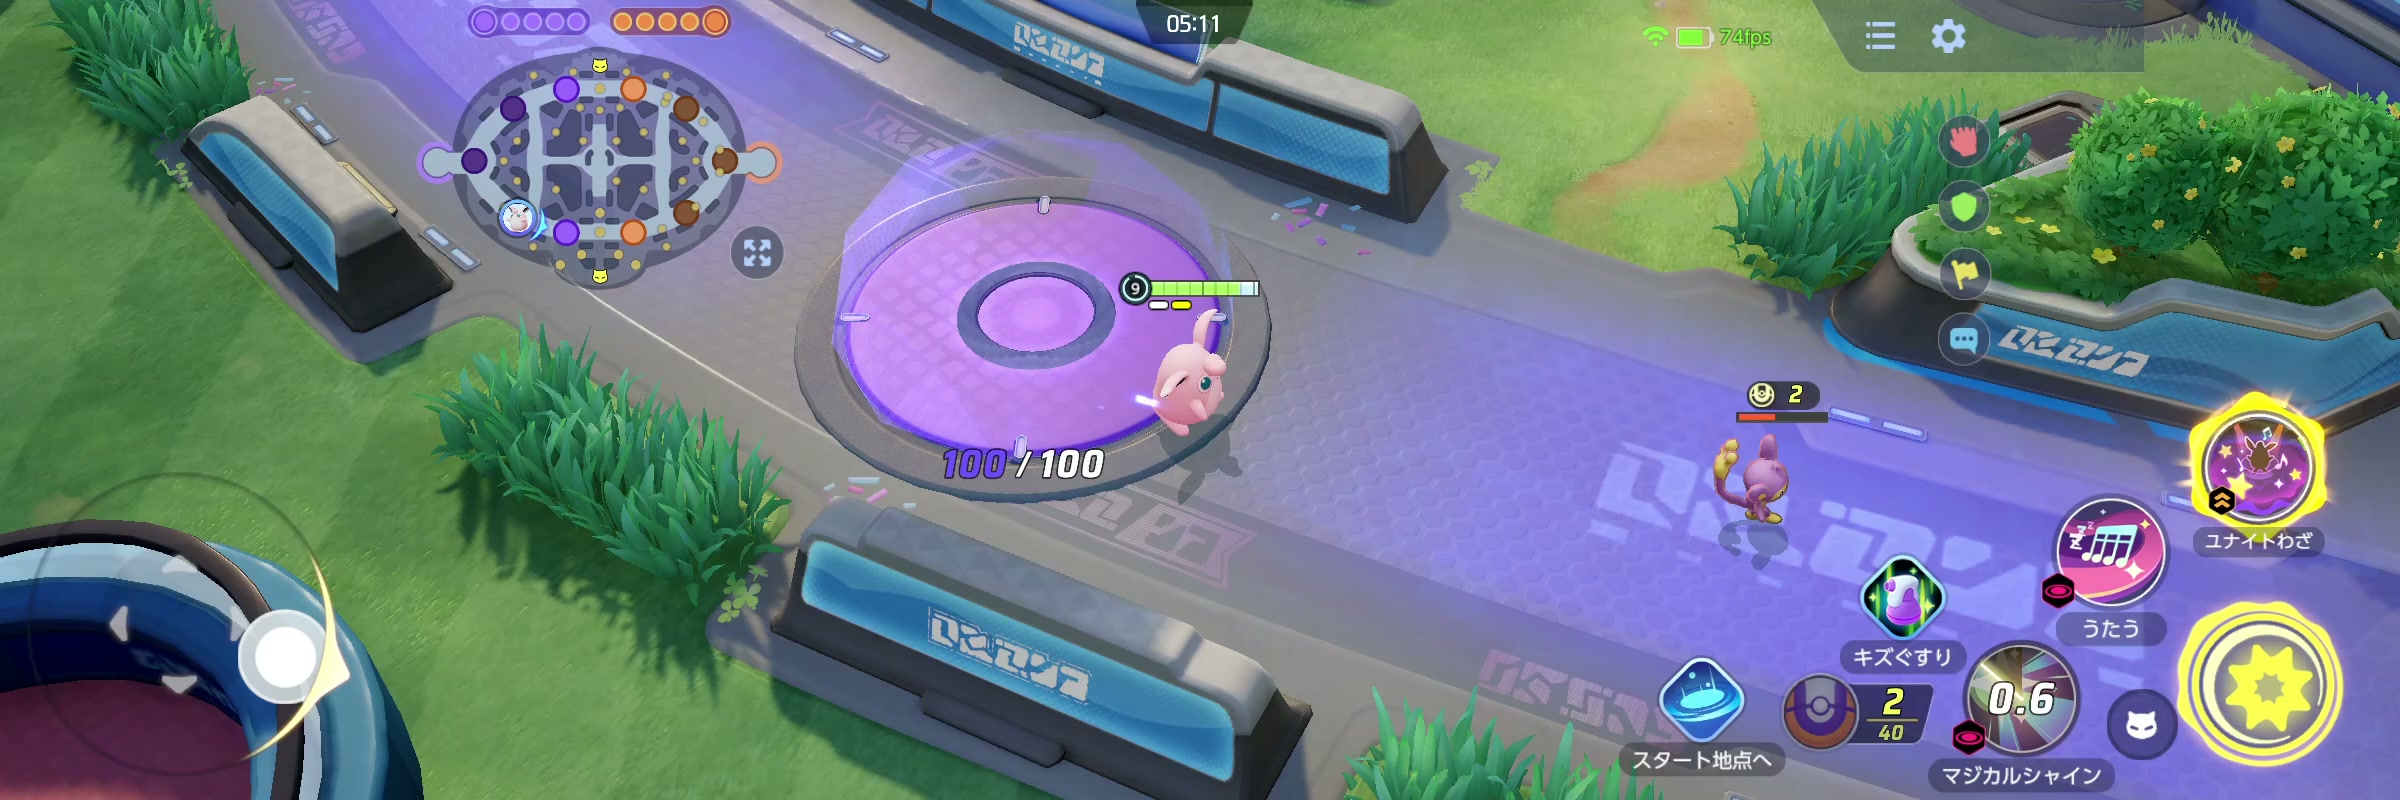 05:11
74fps
9
2
100/100
ユナイトわざ
うたう
キズぐすり
0.6
2
40
スタート地点へ
マジカルシャイン